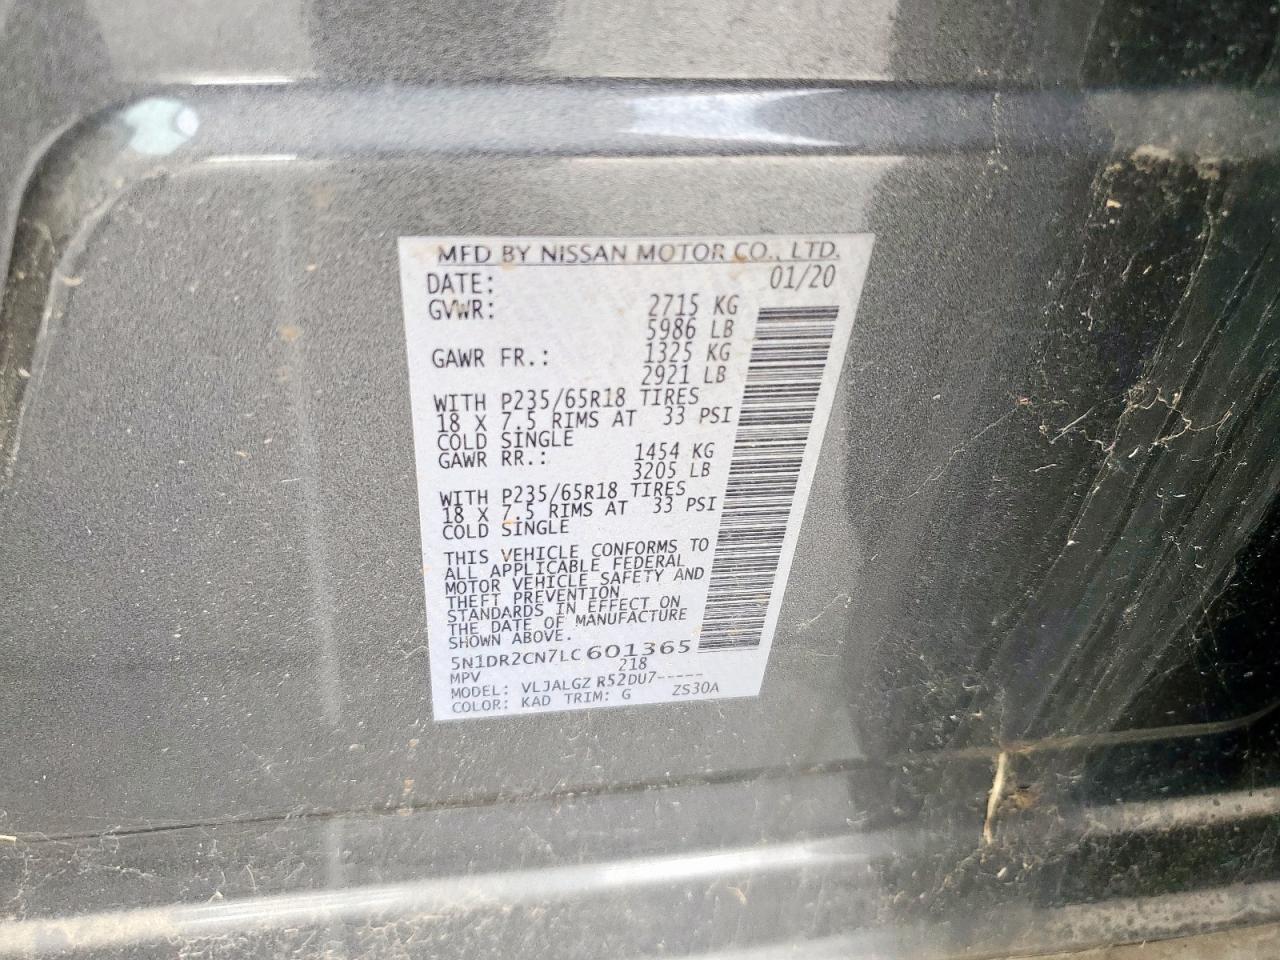 MFD BY NISSAN MOTOR CO., LTD.
DATE: 01/20
GVWR: 2715 KG
5986 LB
GAWR FR.: 1325 KG
2921 LB
WITH P235/65R18 TIRES
18 X 7.5 RIMS AT 33 PSI
COLD SINGLE
GAWR RR.: 1454 KG
3205 LB
WITH P235/65R18 TIRES
18 X 7.5 RIMS AT 33 PSI
COLD SINGLE
THIS VEHICLE CONFORMS TO
ALL APPLICABLE FEDERAL
MOTOR VEHICLE SAFETY AND
THEFT PREVENTION
STANDARDS IN EFFECT ON
THE DATE OF MANUFACTURE
SHOWN ABOVE.
5N1DR2CN7LC601365
MPV 218
MODEL: VLJALGZ R52DU7-----
COLOR: KAD TRIM: G ZS30A